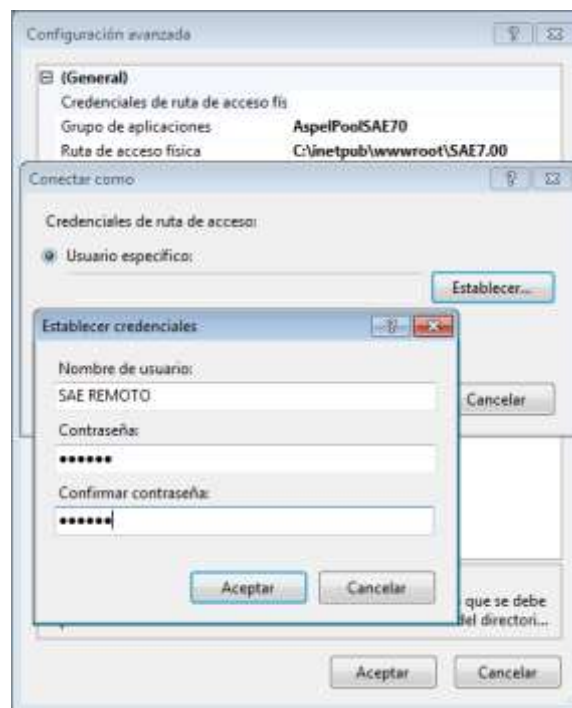 Configuración avanzada
(General)
Credenciales de ruta de acceso fís
Grupo de aplicaciones AspelPoolSAE70
Ruta de acceso física C:\inetpub\wwwroot\SAE7.00
Conectar como
Credenciales de ruta de acceso:
Usuario específico:
Establecer...
Establecer credenciales
Nombre de usuario:
SAE REMOTO
Cancelar
Contraseña:
••••••
Confirmar contraseña:
••••••
Aceptar Cancelar
que se debe
del directori...
Aceptar Cancelar